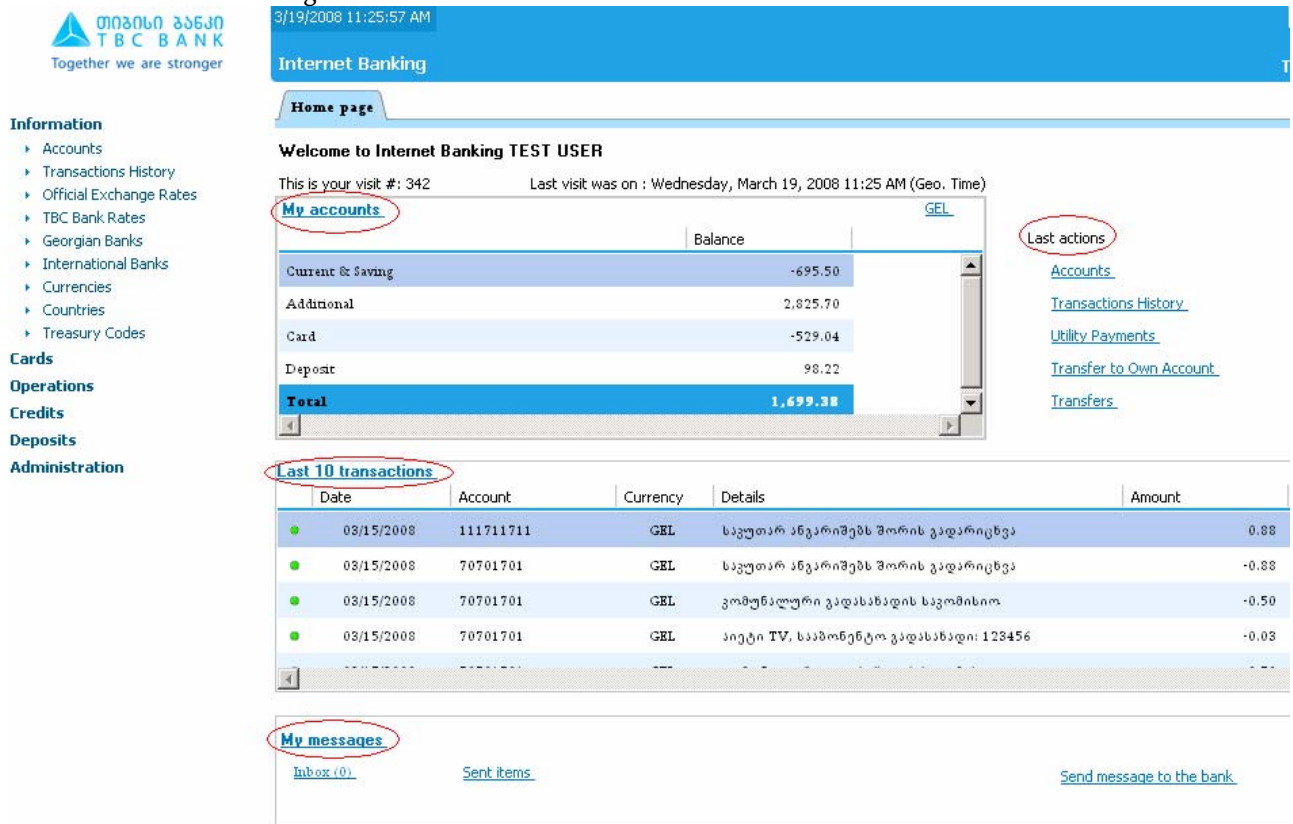 თიბისი ბანკი
TBC BANK
Together we are stronger
3/19/2008 11:25:57 AM
Internet Banking
T
Home page
Information
Accounts
Transactions History
Official Exchange Rates
TBC Bank Rates
Georgian Banks
International Banks
Currencies
Countries
Treasury Codes
Cards
Operations
Credits
Deposits
Administration
Welcome to Internet Banking TEST USER
This is your visit #: 342 Last visit was on : Wednesday, March 19, 2008 11:25 AM (Geo. Time)
My accounts GEL
Balance
Current & Saving -695.50
Additional 2,825.70
Card -529.04
Deposit 98.22
Total 1,699.38
Last actions
Accounts
Transactions History
Utility Payments
Transfer to Own Account
Transfers
Last 10 transactions
Date Account Currency Details Amount
03/15/2008 111711711 GEL საკუთარ ანგარიშებს შორის გადარიცხვა 0.88
03/15/2008 70701701 GEL საკუთარ ანგარიშებს შორის გადარიცხვა -0.88
03/15/2008 70701701 GEL კომუნალური გადასახადის საკომისიო -0.50
03/15/2008 70701701 GEL აიეტი TV, სააბონენტო გადასახადი: 123456 -0.03
My messages
Inbox (0) Sent items Send message to the bank